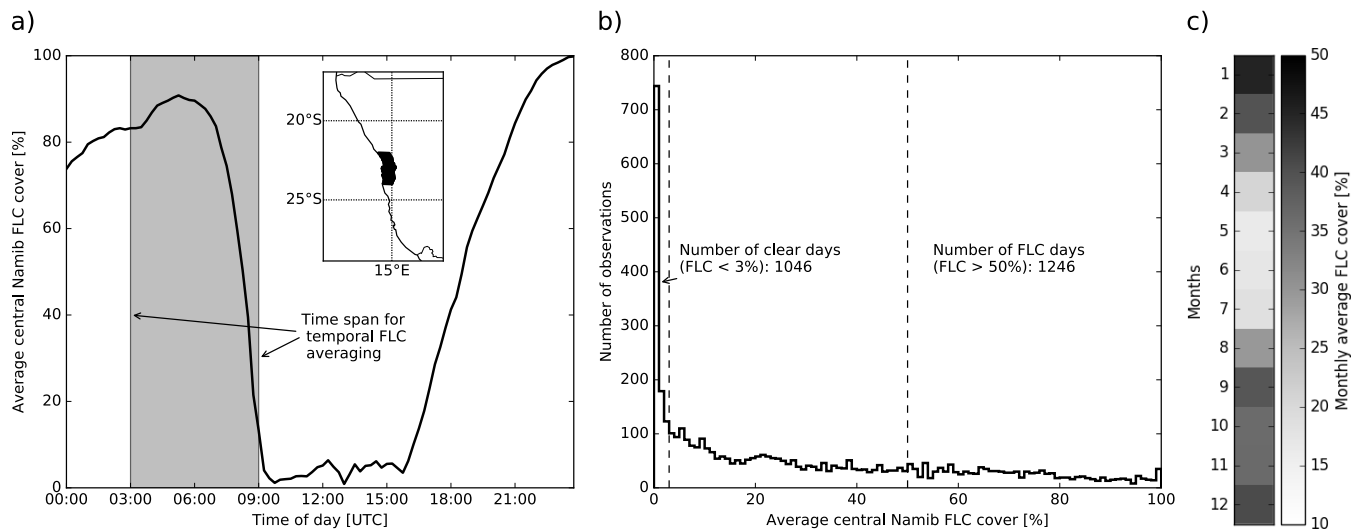 a)
100
80
60
40
20
0
Average central Namib FLC cover [%]
00:00
03:00
06:00
09:00
12:00
15:00
18:00
21:00
Time of day [UTC]
20°S
25°S
15°E
Time span for
temporal FLC
averaging
b)
800
700
600
500
400
300
200
100
0
Number of observations
Number of clear days
(FLC < 3%): 1046
Number of FLC days
(FLC > 50%): 1246
0
20
40
60
80
100
Average central Namib FLC cover [%]
c)
1
2
3
4
5
6
7
8
9
10
11
12
Months
50
45
40
35
30
25
20
15
10
Monthly average FLC cover [%]